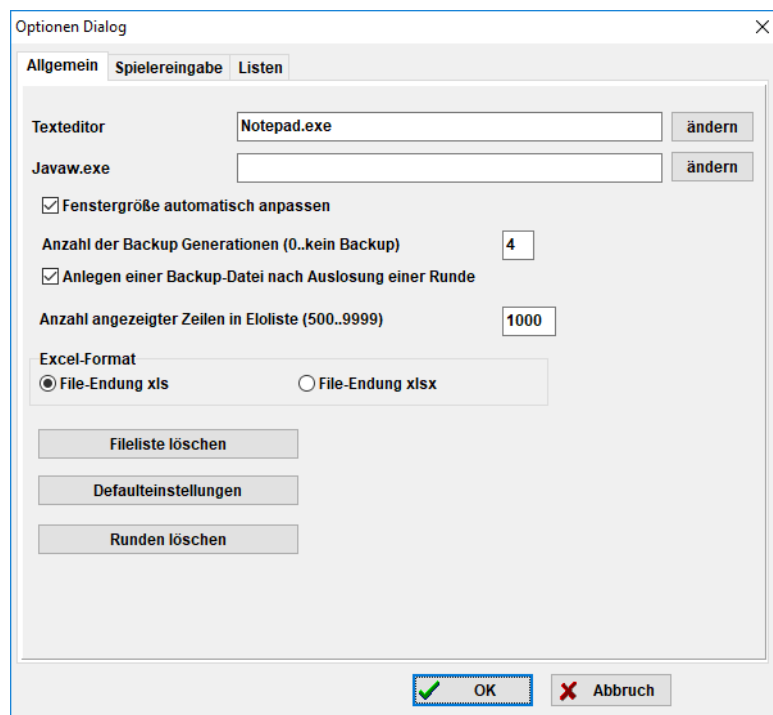 Optionen Dialog
Allgemein Spielereingabe Listen
Texteditor Notepad.exe ändern
Javaw.exe ändern
Fenstergröße automatisch anpassen
Anzahl der Backup Generationen (0..kein Backup) 4
Anlegen einer Backup-Datei nach Auslosung einer Runde
Anzahl angezeigter Zeilen in Eloliste (500..9999) 1000
Excel-Format
File-Endung xls File-Endung xlsx
Fileliste löschen
Defaulteinstellungen
Runden löschen
OK Abbruch